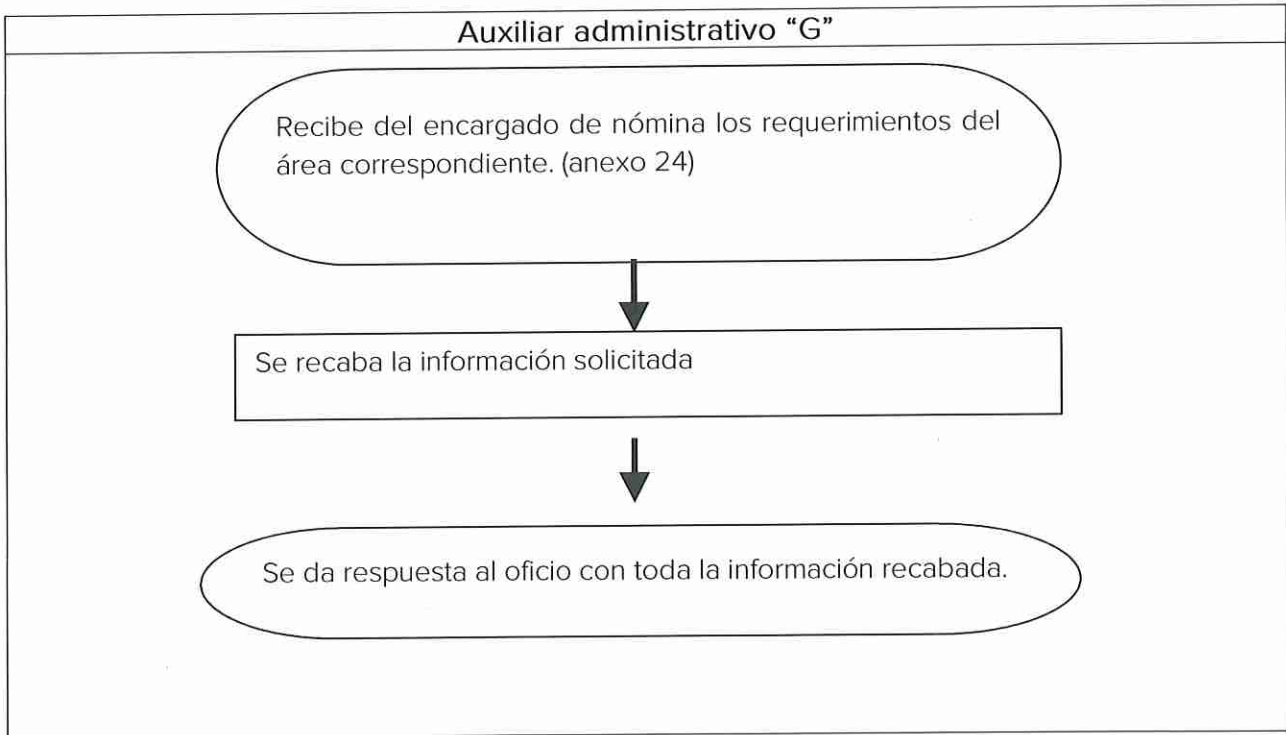 Auxiliar administrativo “G”
Recibe del encargado de nómina los requerimientos del
área correspondiente. (anexo 24)
Se recaba la información solicitada
Se da respuesta al oficio con toda la información recabada.